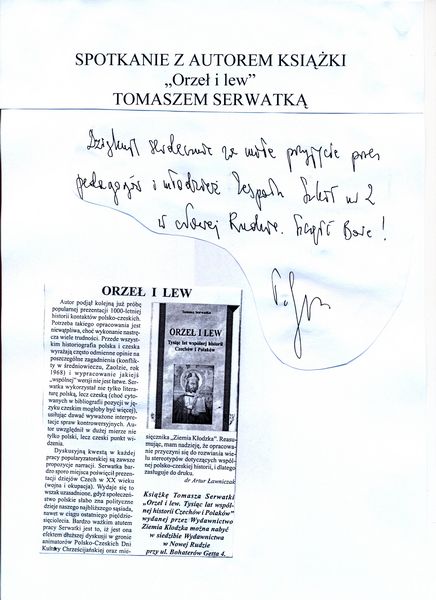 SPOTKANIE Z AUTOREM KSIĄŻKI
„Orzeł i lew”
TOMASZEM SERWATKĄ
Dziękuję serdecznie za miłe przyjęcie przez
pedagogów i młodzież Zespołu Szkół nr 2
w Nowej Rudzie. Szczęść Boże!
ORZEŁ I LEW
Autor podjął kolejną już próbę
popularnej prezentacji 1000-letniej
historii kontaktów polsko-czeskich.
Potrzeba takiego opracowania jest
niewątpliwa, choć wykonanie nastrę-
cza wiele trudności. Przede wszyst-
kim historiografia polska i czeska
wyrażają często odmienne opinie na
poszczególne zagadnienia (konflik-
ty w średniowieczu, Zaolzie, rok
1968) i wypracowanie jakiejś
„wspólnej” wersji nie jest łatwe. Ser-
watka wykorzystał nie tylko litera-
turę polską, lecz czeską (choć cyto-
wanych w bibliografii pozycji w ję-
zyku czeskim mogłoby być więcej),
usiłując dawać wyważone interpre-
tacje spraw kontrowersyjnych. Au-
tor uwzględnił w dużej mierze nie
tylko polski, lecz czeski punkt wi-
dzenia.
Dyskusyjną kwestią w każdej
pracy popularyzatorskiej są zawsze
proporcje narracji. Serwatka bar-
dzo sporo miejsca poświęcił prezen-
tacji dziejów Czech w XX wieku
(wojna i okupacja). Wydaje się to
wszak uzasadnione, gdyż społeczeń-
stwo polskie słabo zna polityczne
dzieje naszego najbliższego sąsiada,
nawet w ciągu ostatniego pięćdzie-
sięciolecia. Bardzo ważkim atutem
pracy Serwatki jest to, iż jest ona
efektem dłuższej dyskusji w gronie
animatorów Polsko-Czeskich Dni
Kultury Chrześcijańskiej oraz mie-
Tomasz Serwatka
ORZEŁ I LEW
Tysiąc lat wspólnej historii
Czechów i Polaków
sięcznika „Ziemia Kłodzka”. Reasu-
mując, mam nadzieję, że opracowanie
przyczyni się do rozwiania wie-
lu stereotypów dotyczących wspól-
nej polsko-czeskiej historii, i dlatego
zasługuje do druku.
dr Artur Ławniczak
Książkę Tomasza Serwatki
„Orzeł i lew. Tysiąc lat wspól-
nej historii Czechów i Polaków”
wydanej przez Wydawnictwo
Ziemia Kłodzka można nabyć
w siedzibie Wydawnictwa
w Nowej Rudzie
przy ul. Bohaterów Getta 4.